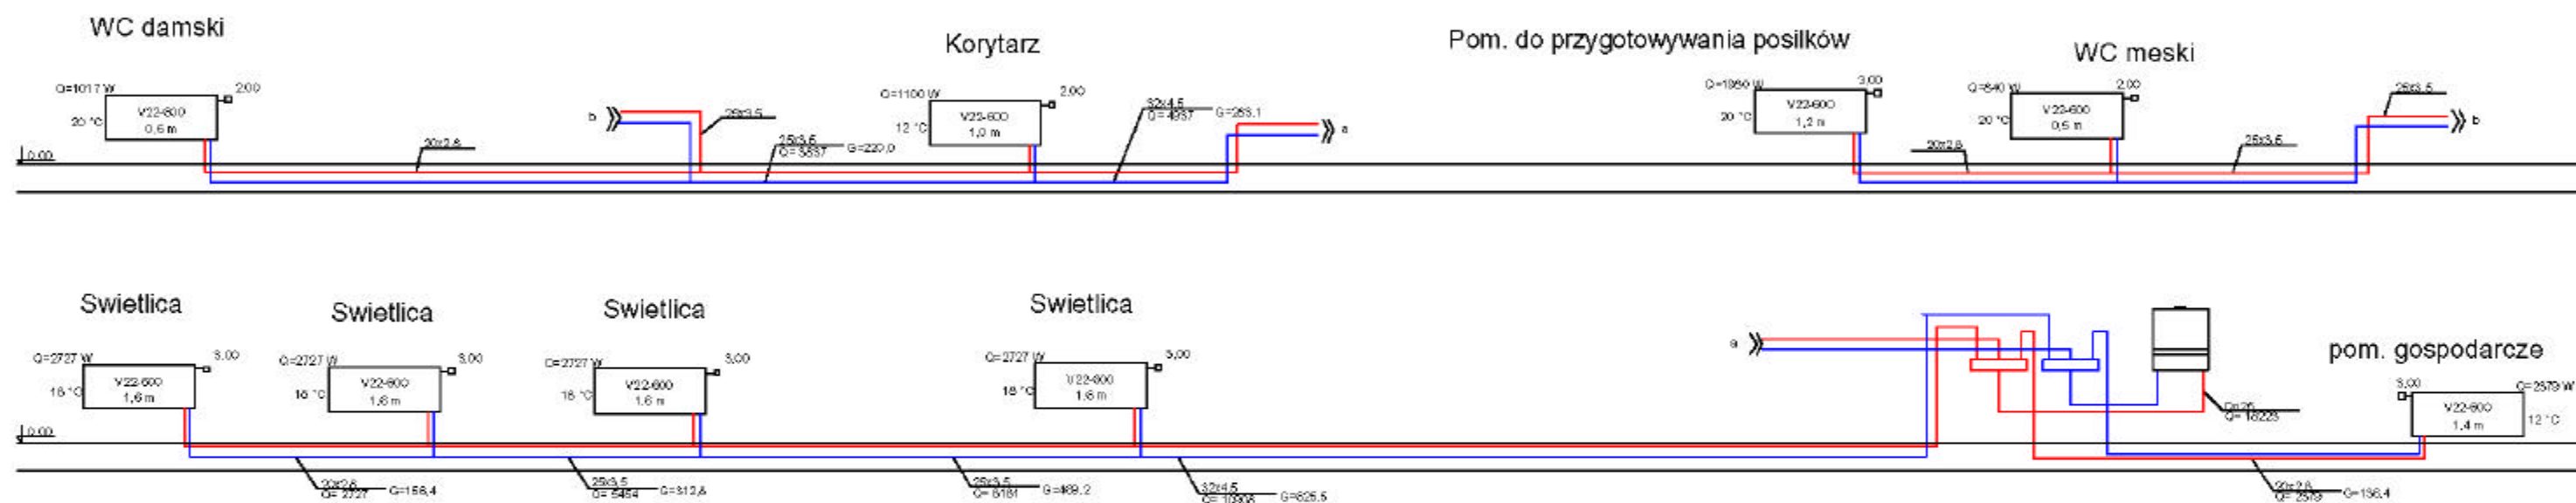 WC damski
Korytarz
Pom. do przygotowywania posilków
WC meski
Q=1017 W
2.00
V22-600
0,6 m
20 °C
20x2,8
b
25x3,5
25x3,5
Q= 3837 G=220,0
Q=1100 W
2.00
V22-600
1,0 m
12 °C
32x4,5
Q= 4937 G=283.1
a
3,00
V22-600
1,2 m
20 °C
Q=840 W
2,00
V22-600
0,5 m
20 °C
20x2,8
25x3,5
25x3,5
b
0.00
Swietlica
Swietlica
Swietlica
Swietlica
pom. gospodarcze
Q=2727 W
3,00
V22-600
1,6 m
16 °C
Q=2727 W
3,00
V22-600
1.6 m
16 °C
Q=2727 W
3,00
V22-600
1.6 m
16 °C
Q=2727 W
3,00
V22-600
1.6 m
16 °C
a
3,00
Q=2379 W
V22-600
1.4 m
12 °C
0.00
20x2,8
Q= 2727 G=156,4
25x3,5
Q= 5454 G=312,8
25x3,5
Q= 8181 G=469,2
32x4,5
Q= 10908 G=625.5
20x2,8
Q= 2379 G=136.4